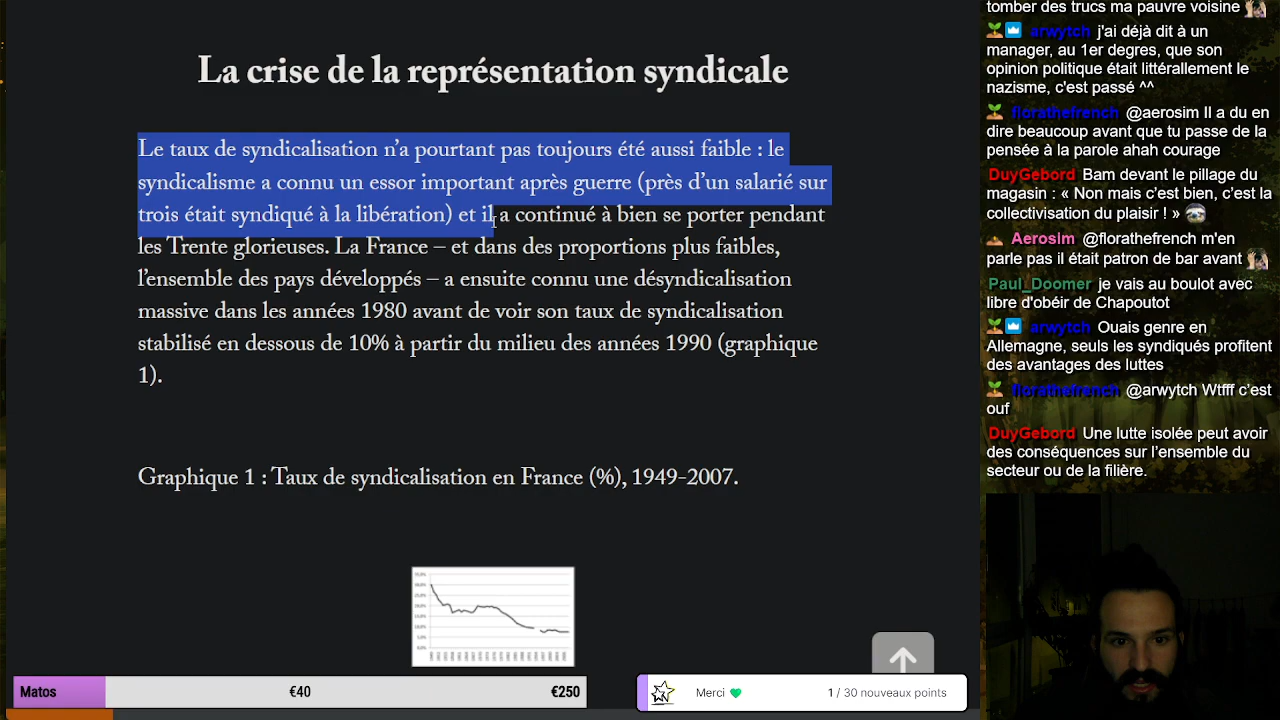 La crise de la représentation syndicale
Le taux de syndicalisation n’a pourtant pas toujours été aussi faible : le
syndicalisme a connu un essor important après guerre (près d’un salarié sur
trois était syndiqué à la libération) et il a continué à bien se porter pendant
les Trente glorieuses. La France – et dans des proportions plus faibles,
l’ensemble des pays développés – a ensuite connu une désyndicalisation
massive dans les années 1980 avant de voir son taux de syndicalisation
stabilisé en dessous de 10% à partir du milieu des années 1990 (graphique
1).
Graphique 1 : Taux de syndicalisation en France (%), 1949-2007.
Matos
€40
€250
Merci
1 / 30 nouveaux points
tomber des trucs ma pauvre voisine
arwytch j'ai déjà dit à un
manager, au 1er degres, que son
opinion politique était littérallement le
nazisme, c'est passé ^^
florathefrench @aerosim Il a du en
dire beaucoup avant que tu passe de la
pensée à la parole ahah courage
DuyGebord Bam devant le pillage du
magasin : « Non mais c’est bien, c’est la
collectivisation du plaisir ! »
Aerosim @florathefrench m'en
parle pas il était patron de bar avant
Paul_Doomer je vais au boulot avec
libre d'obéir de Chapoutot
arwytch Ouais genre en
Allemagne, seuls les syndiqués profitent
des avantages des luttes
florathefrench @arwytch Wtfff c’est
ouf
DuyGebord Une lutte isolée peut avoir
des conséquences sur l’ensemble du
secteur ou de la filière.